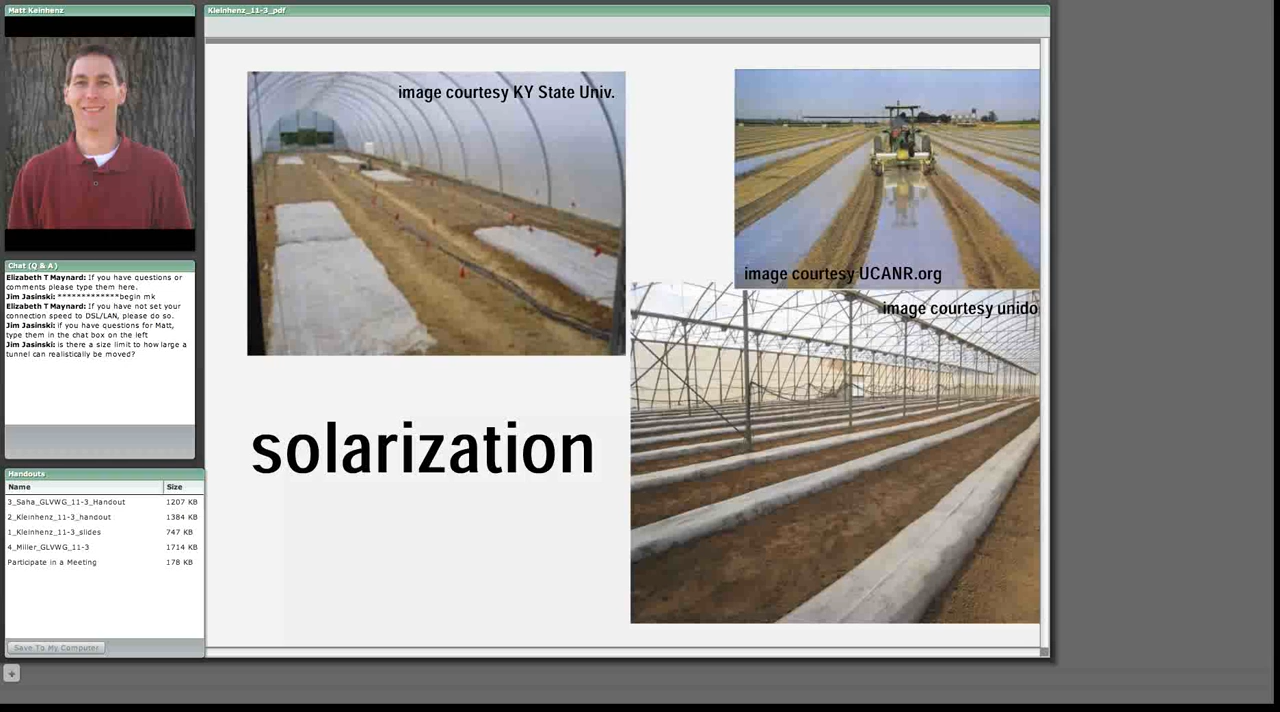 Matt Keinhenz
Chat (Q & A)
Elizabeth T Maynard: If you have questions or
comments please type them here.
Jim Jasinski: *************begin mk
Elizabeth T Maynard: If you have not set your
connection speed to DSL/LAN, please do so.
Jim Jasinski: if you have questions for Matt,
type them in the chat box on the left
Jim Jasinski: is there a size limit to how large a
tunnel can realistically be moved?
Handouts
Name Size
3_Saha_GLVWG_11-3_Handout 1207 KB
2_Kleinhenz_11-3_handout 1384 KB
1_Kleinhenz_11-3_slides 747 KB
4_Miller_GLVWG_11-3 1714 KB
Participate in a Meeting 178 KB
Save To My Computer
Kleinhenz_11-3_pdf
image courtesy KY State Univ.
image courtesy UCANR.org
image courtesy unido
solarization